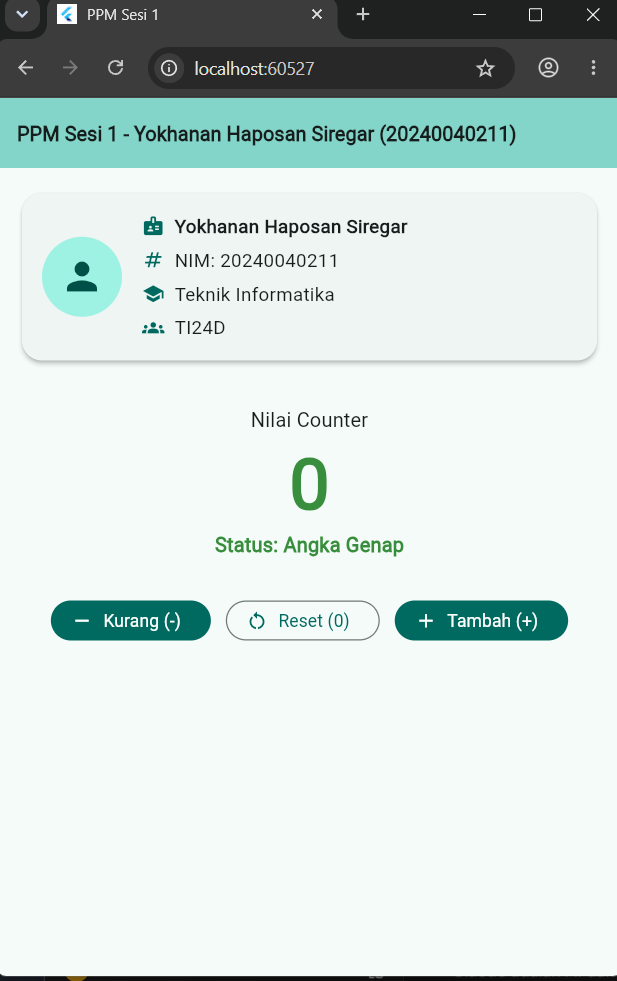 PPM Sesi 1
localhost:60527
PPM Sesi 1 - Yokhanan Haposan Siregar (20240040211)
Yokhanan Haposan Siregar
# NIM: 20240040211
Teknik Informatika
TI24D
Nilai Counter
0
Status: Angka Genap
Kurang (-) Reset (0) Tambah (+)